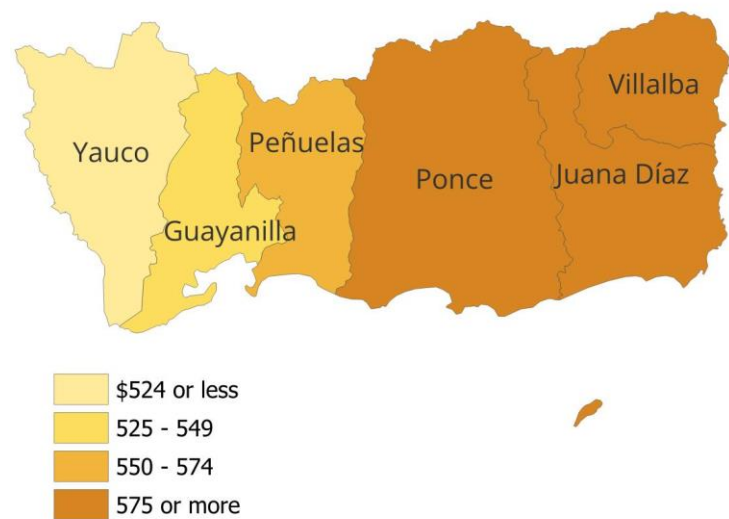 Villalba
Peñuelas
Yauco
Ponce
Juana Díaz
Guayanilla
$524 or less
525 - 549
550 - 574
575 or more